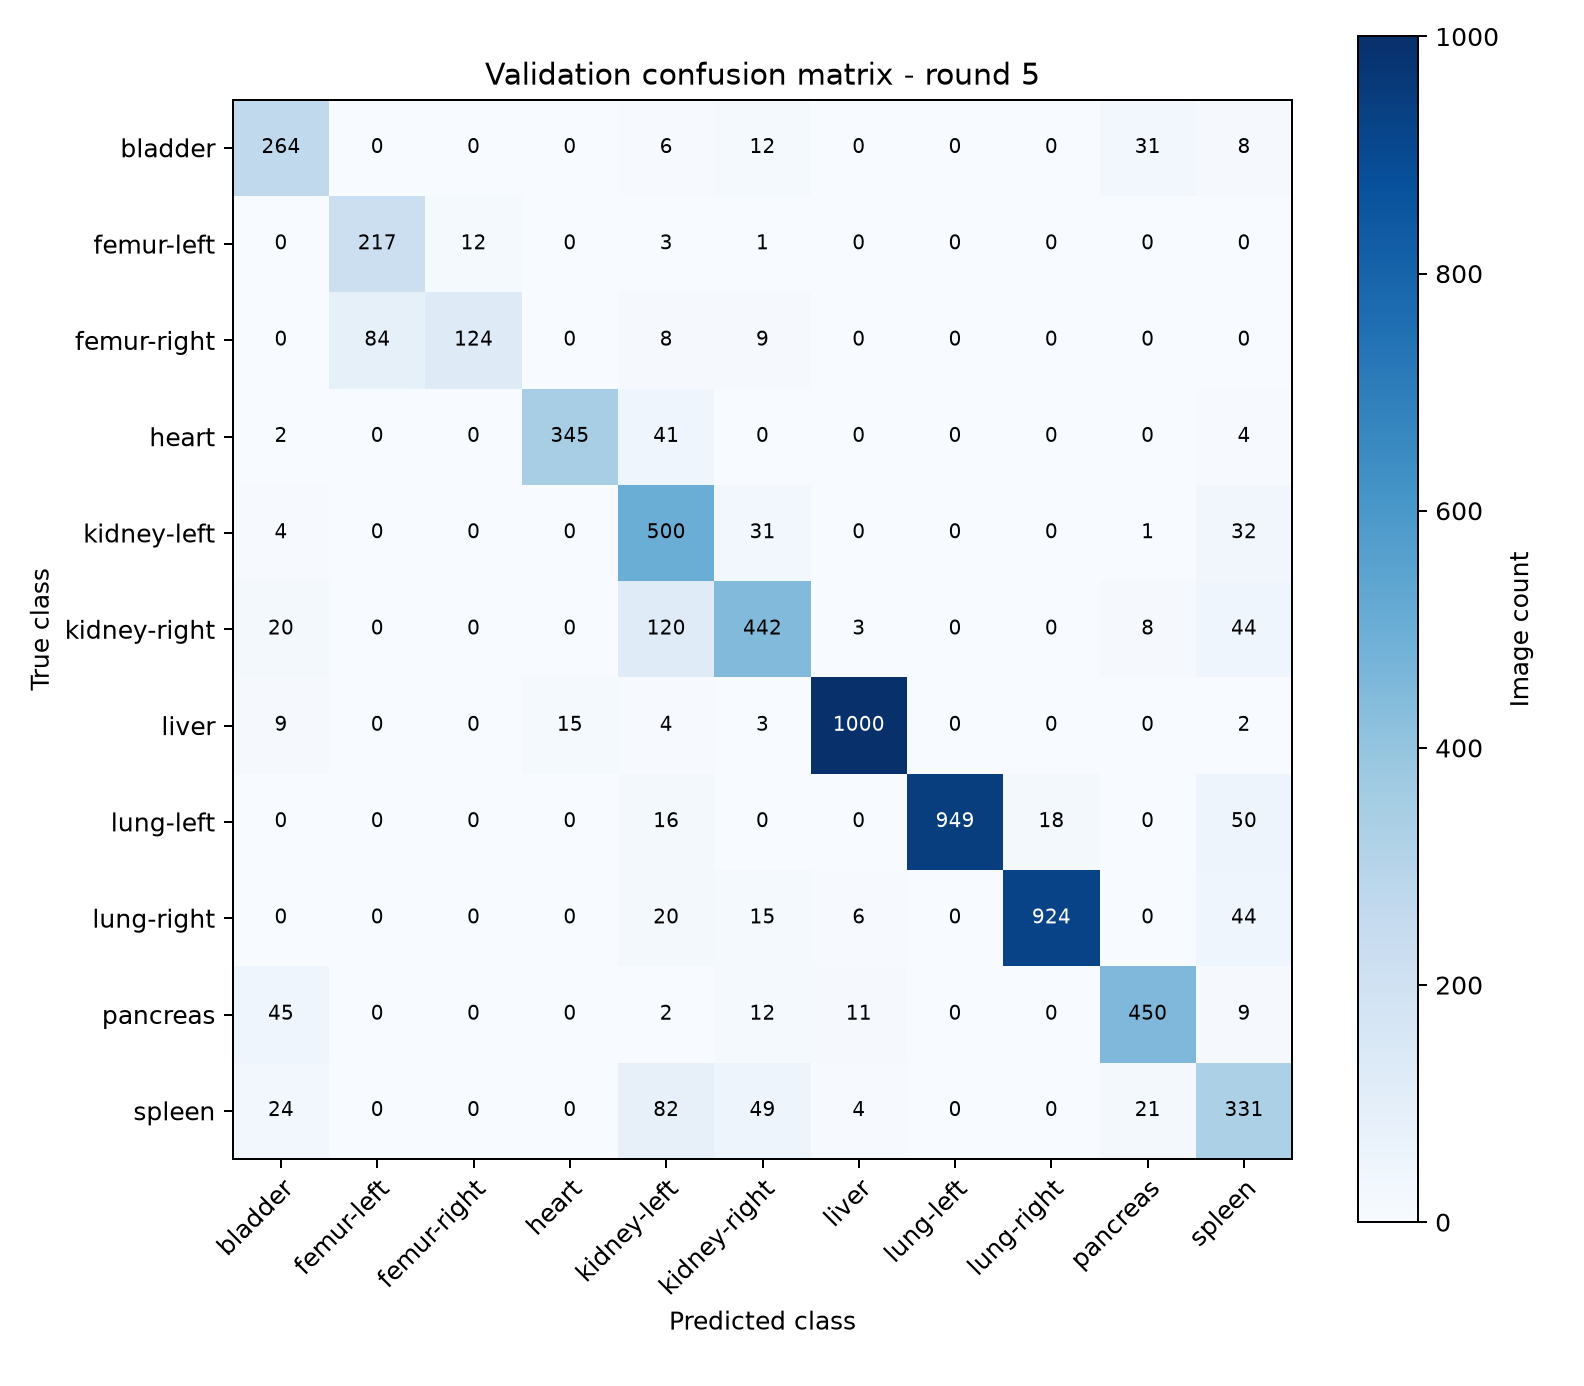 Validation confusion matrix - round 5
True class
bladder 264 0 0 0 6 12 0 0 0 31 8
femur-left 0 217 12 0 3 1 0 0 0 0 0
femur-right 0 84 124 0 8 9 0 0 0 0 0
heart 2 0 0 345 41 0 0 0 0 0 4
kidney-left 4 0 0 0 500 31 0 0 0 1 32
kidney-right 20 0 0 0 120 442 3 0 0 8 44
liver 9 0 0 15 4 3 1000 0 0 0 2
lung-left 0 0 0 0 16 0 0 949 18 0 50
lung-right 0 0 0 0 20 15 6 0 924 0 44
pancreas 45 0 0 0 2 12 11 0 0 450 9
spleen 24 0 0 0 82 49 4 0 0 21 331
bladder femur-left femur-right heart kidney-left kidney-right liver lung-left lung-right pancreas spleen
Predicted class
1000
800
600
400
200
0
Image count